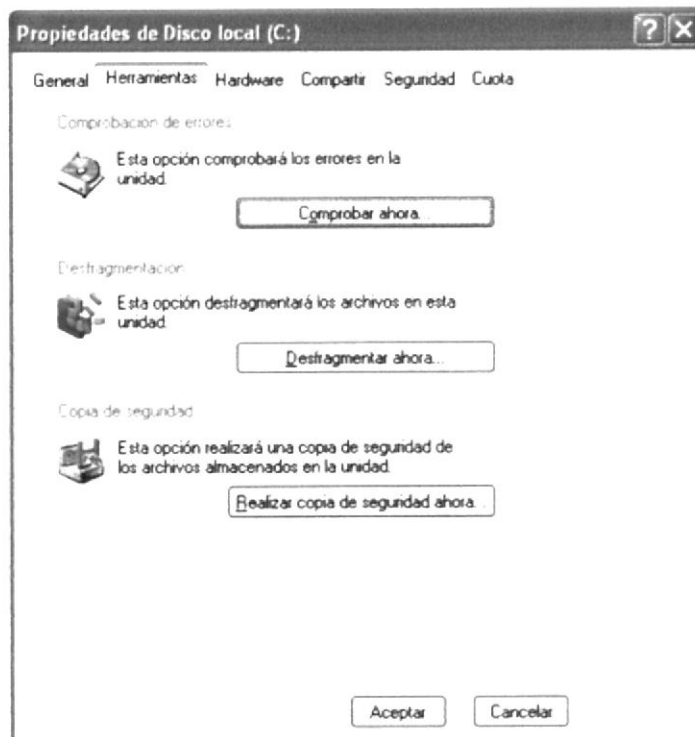 Propiedades de Disco local (C:)
General Herramientas Hardware Compartir Seguridad Cuota
Comprobación de errores
Esta opción comprobará los errores en la
unidad.
Comprobar ahora...
Desfragmentación
Esta opción desfragmentará los archivos en esta
unidad.
Desfragmentar ahora...
Copia de seguridad
Esta opción realizará una copia de seguridad de
los archivos almacenados en la unidad.
Realizar copia de seguridad ahora...
Aceptar Cancelar